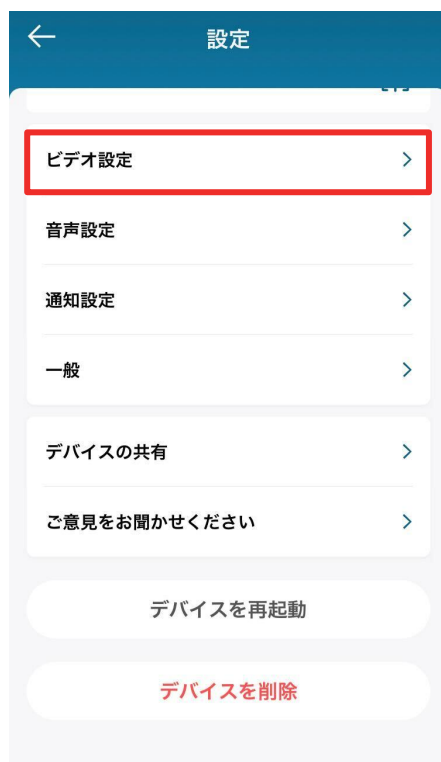 設定
ビデオ設定
音声設定
通知設定
一般
デバイスの共有
ご意見をお聞かせください
デバイスを再起動
デバイスを削除